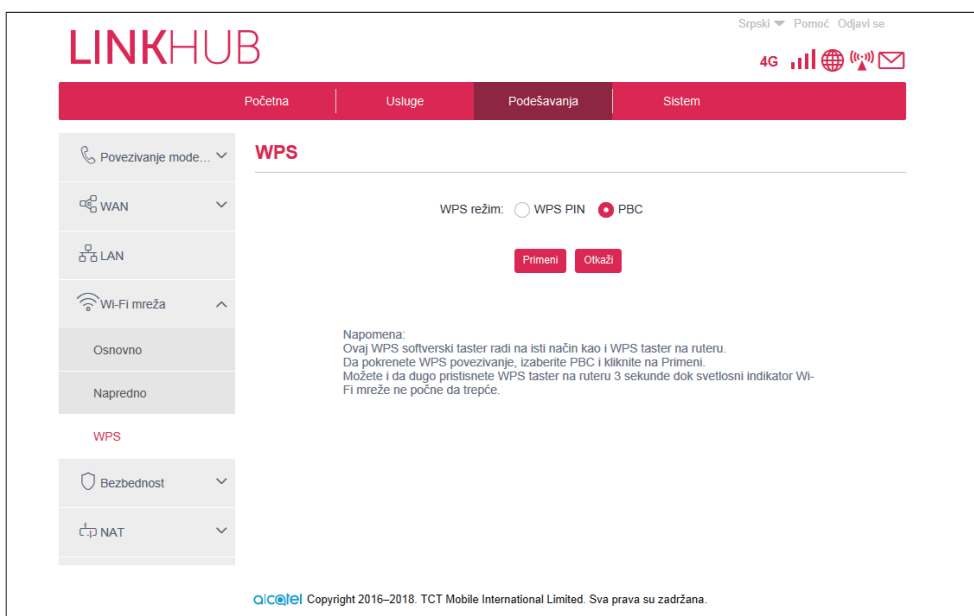 Srpski Pomoć Odjavi se
LINKHUB
4G
Početna Usluge Podešavanja Sistem
Povezivanje mode...
WPS
WAN
WPS režim: WPS PIN PBC
LAN
Primeni Otkaži
Wi-Fi mreža
Napomena:
Ovaj WPS softverski taster radi na isti način kao i WPS taster na ruteru.
Da pokrenete WPS povezivanje, izaberite PBC i kliknite na Primeni.
Možete i da dugo pristisnete WPS taster na ruteru 3 sekunde dok svetlosni indikator Wi-
Fi mreže ne počne da trepće.
Osnovno
Napredno
WPS
Bezbednost
NAT
alcatel Copyright 2016–2018. TCT Mobile International Limited. Sva prava su zadržana.